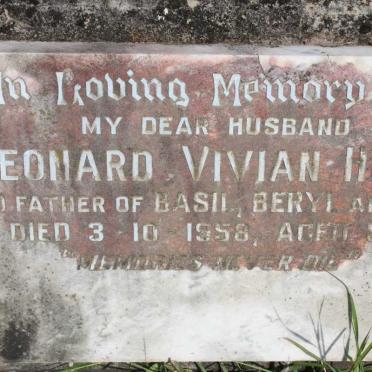 In Loving Memory
MY DEAR HUSBAND
LEONARD VIVIAN
FATHER OF BASIL, BERYL
DIED 3-10-1958, AGED
"MEMORIES NEVER DIE"